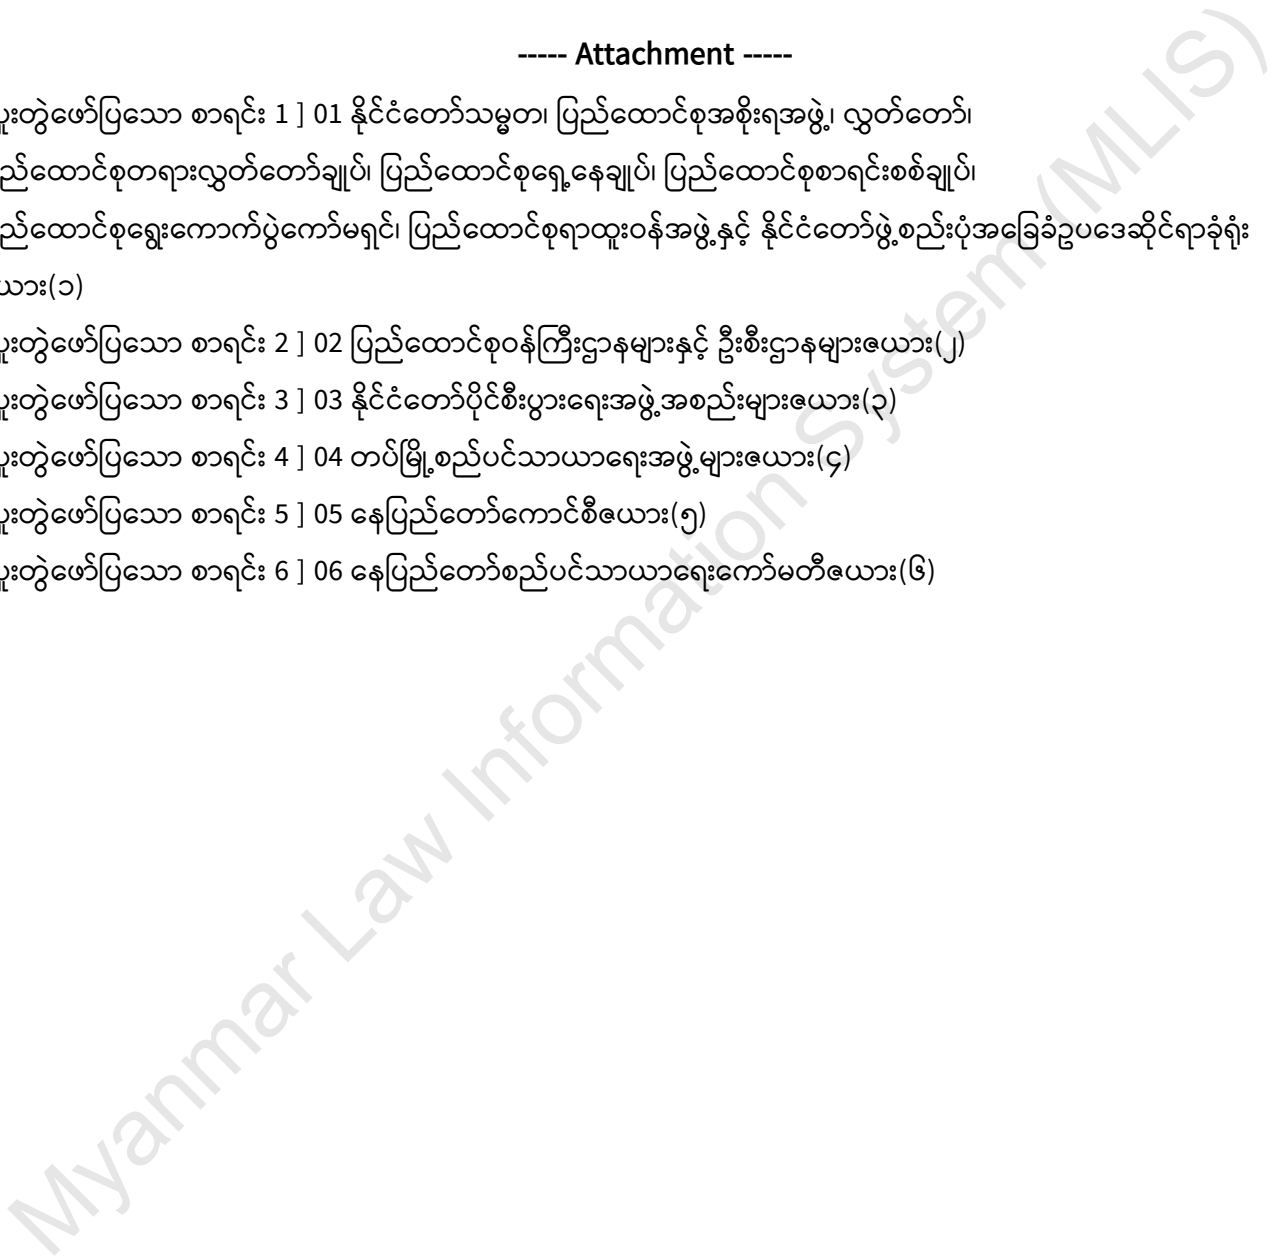 ----- Attachment -----
ပူးတွဲဖော်ပြသော စာရင်း 1 ] 01 နိုင်ငံတော်သမ္မတ၊ ပြည်ထောင်စုအစိုးရအဖွဲ့၊ လွှတ်တော်၊
ည်ထောင်စုတရားလွှတ်တော်ချုပ်၊ ပြည်ထောင်စုရှေ့နေချုပ်၊ ပြည်ထောင်စုစာရင်းစစ်ချုပ်၊
ည်ထောင်စုရွေးကောက်ပွဲကော်မရှင်၊ ပြည်ထောင်စုရာထူးဝန်အဖွဲ့နှင့် နိုင်ငံတော်ဖွဲ့စည်းပုံအခြေခံဥပဒေဆိုင်ရာခုံရုံး
ယား(၁)
ပူးတွဲဖော်ပြသော စာရင်း 2 ] 02 ပြည်ထောင်စုဝန်ကြီးဌာနများနှင့် ဦးစီးဌာနများဇယား(၂)
ပူးတွဲဖော်ပြသော စာရင်း 3 ] 03 နိုင်ငံတော်ပိုင်စီးပွားရေးအဖွဲ့အစည်းများဇယား(၃)
ပူးတွဲဖော်ပြသော စာရင်း 4 ] 04 တပ်မြို့စည်ပင်သာယာရေးအဖွဲ့များဇယား(၄)
ပူးတွဲဖော်ပြသော စာရင်း 5 ] 05 နေပြည်တော်ကောင်စီဇယား(၅)
ပူးတွဲဖော်ပြသော စာရင်း 6 ] 06 နေပြည်တော်စည်ပင်သာယာရေးကော်မတီဇယား(၆)
Myanmar Law Information System (MLIS)